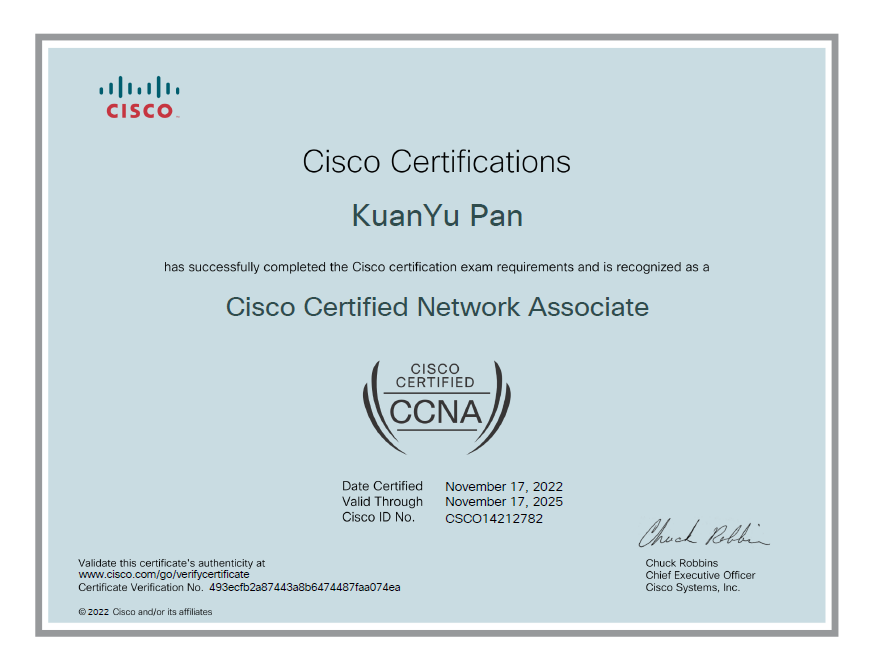 CISCO
Cisco Certifications
KuanYu Pan
has successfully completed the Cisco certification exam requirements and is recognized as a
Cisco Certified Network Associate
CISCO
CERTIFIED
CCNA
Date Certified November 17, 2022
Valid Through November 17, 2025
Cisco ID No. CSCO14212782
Chuck Robbins
Validate this certificate's authenticity at
www.cisco.com/go/verifycertificate
Certificate Verification No. 493ecfb2a87443a8b6474487faa074ea
Chuck Robbins
Chief Executive Officer
Cisco Systems, Inc.
© 2022 Cisco and/or its affiliates